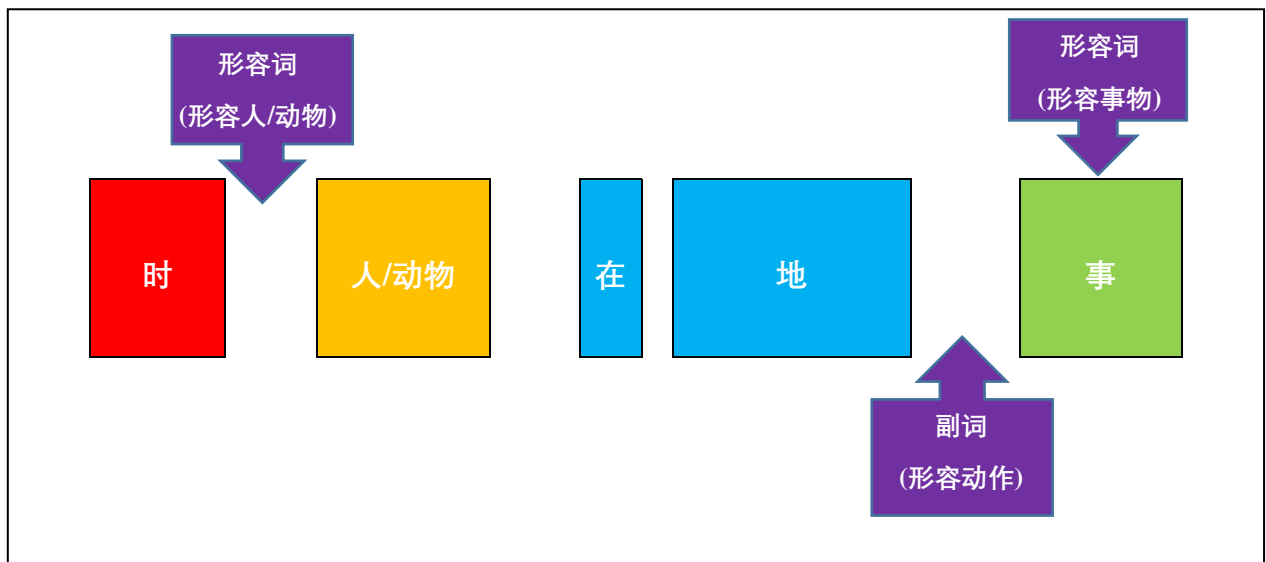 形容词
(形容人/动物)
形容词
(形容事物)
时
人/动物
在
地
事
副词
(形容动作)